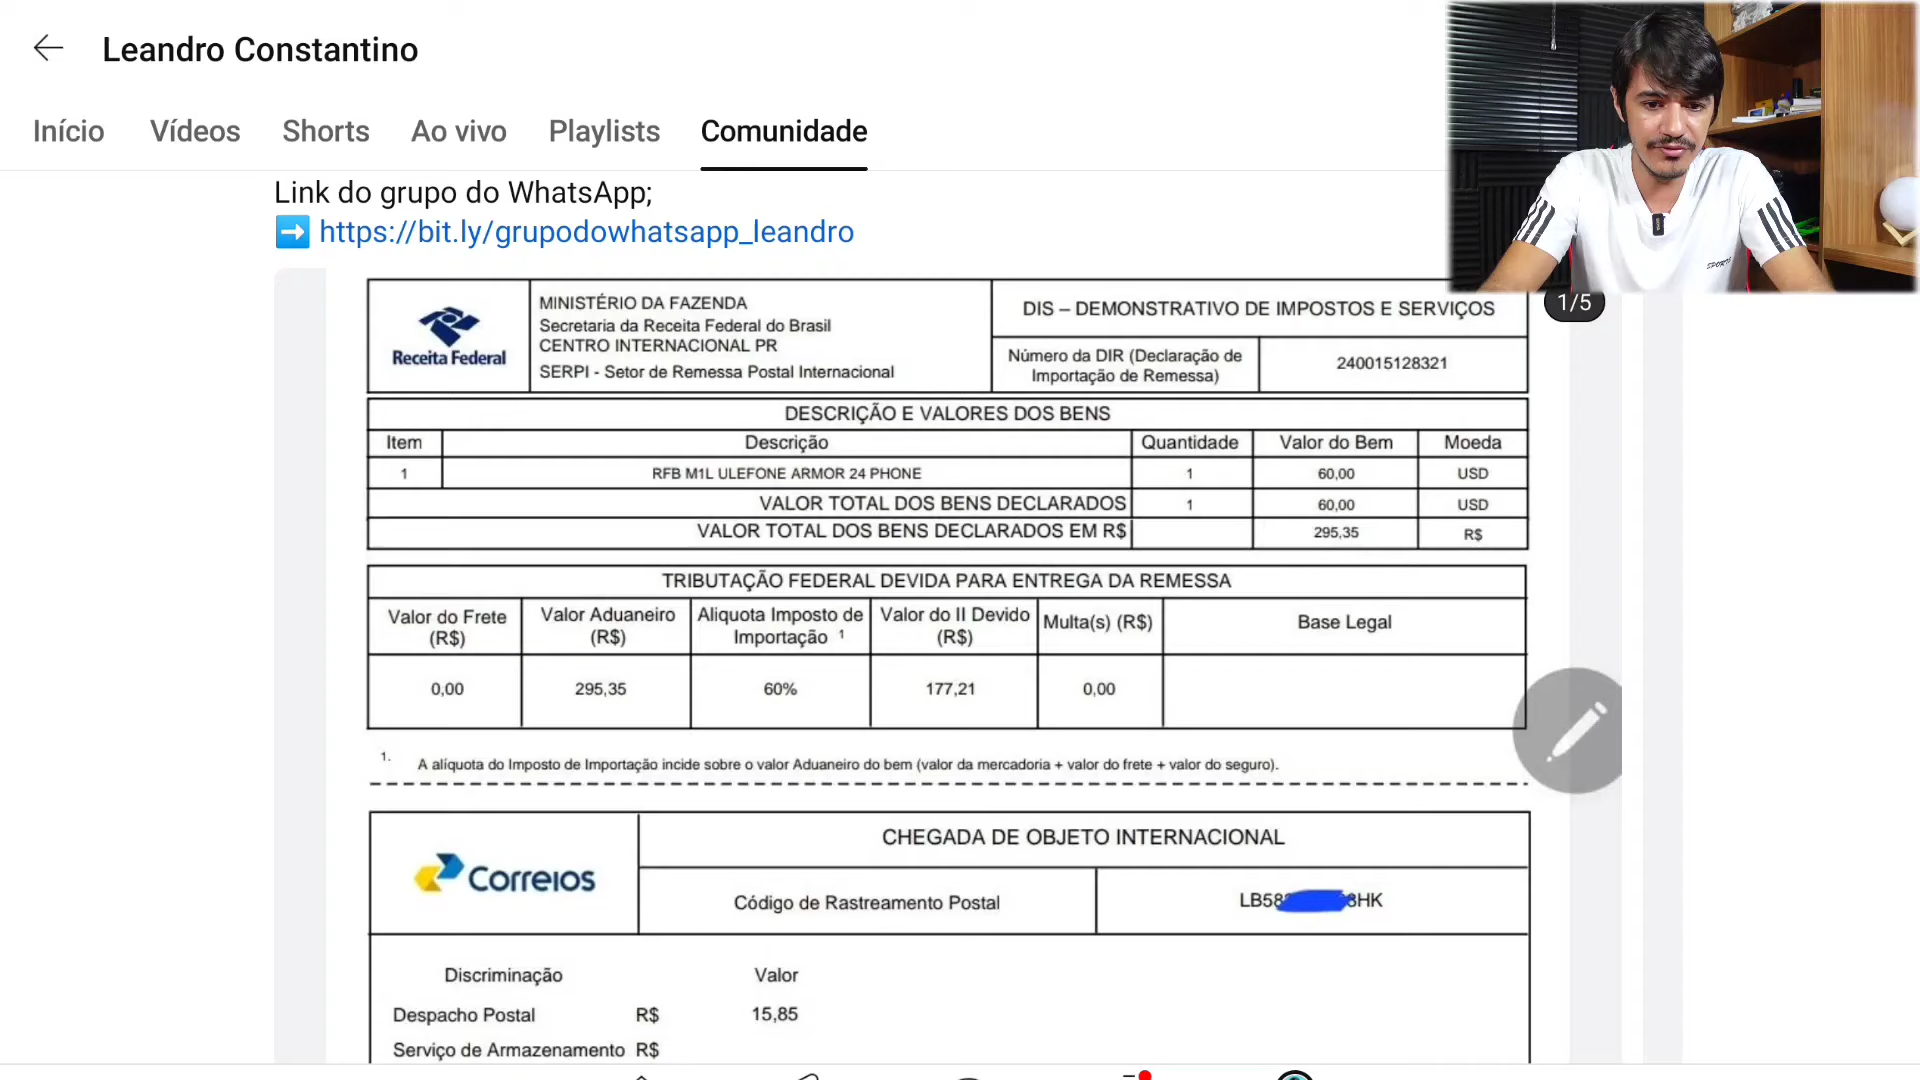 Leandro Constantino
Início Vídeos Shorts Ao vivo Playlists Comunidade
Link do grupo do WhatsApp;
➡️ https://bit.ly/grupodowhatsapp_leandro
1/5
SPORT
Receita Federal
MINISTÉRIO DA FAZENDA
Secretaria da Receita Federal do Brasil
CENTRO INTERNACIONAL PR
SERPI - Setor de Remessa Postal Internacional
DIS – DEMONSTRATIVO DE IMPOSTOS E SERVIÇOS
Número da DIR (Declaração de
Importação de Remessa)
240015128321
DESCRIÇÃO E VALORES DOS BENS
Item Descrição Quantidade Valor do Bem Moeda
1 RFB M1L ULEFONE ARMOR 24 PHONE 1 60,00 USD
VALOR TOTAL DOS BENS DECLARADOS 1 60,00 USD
VALOR TOTAL DOS BENS DECLARADOS EM R$ 295,35 R$
TRIBUTAÇÃO FEDERAL DEVIDA PARA ENTREGA DA REMESSA
Valor do Frete
(R$)
Valor Aduaneiro
(R$)
Aliquota Imposto de
Importação 1
Valor do II Devido
(R$)
Multa(s) (R$)
Base Legal
0,00 295,35 60% 177,21 0,00
1. A alíquota do Imposto de Importação incide sobre o valor Aduaneiro do bem (valor da mercadoria + valor do frete + valor do seguro).
Correios
CHEGADA DE OBJETO INTERNACIONAL
Código de Rastreamento Postal
LB58 3HK
Discriminação Valor
Despacho Postal R$ 15,85
Serviço de Armazenamento R$